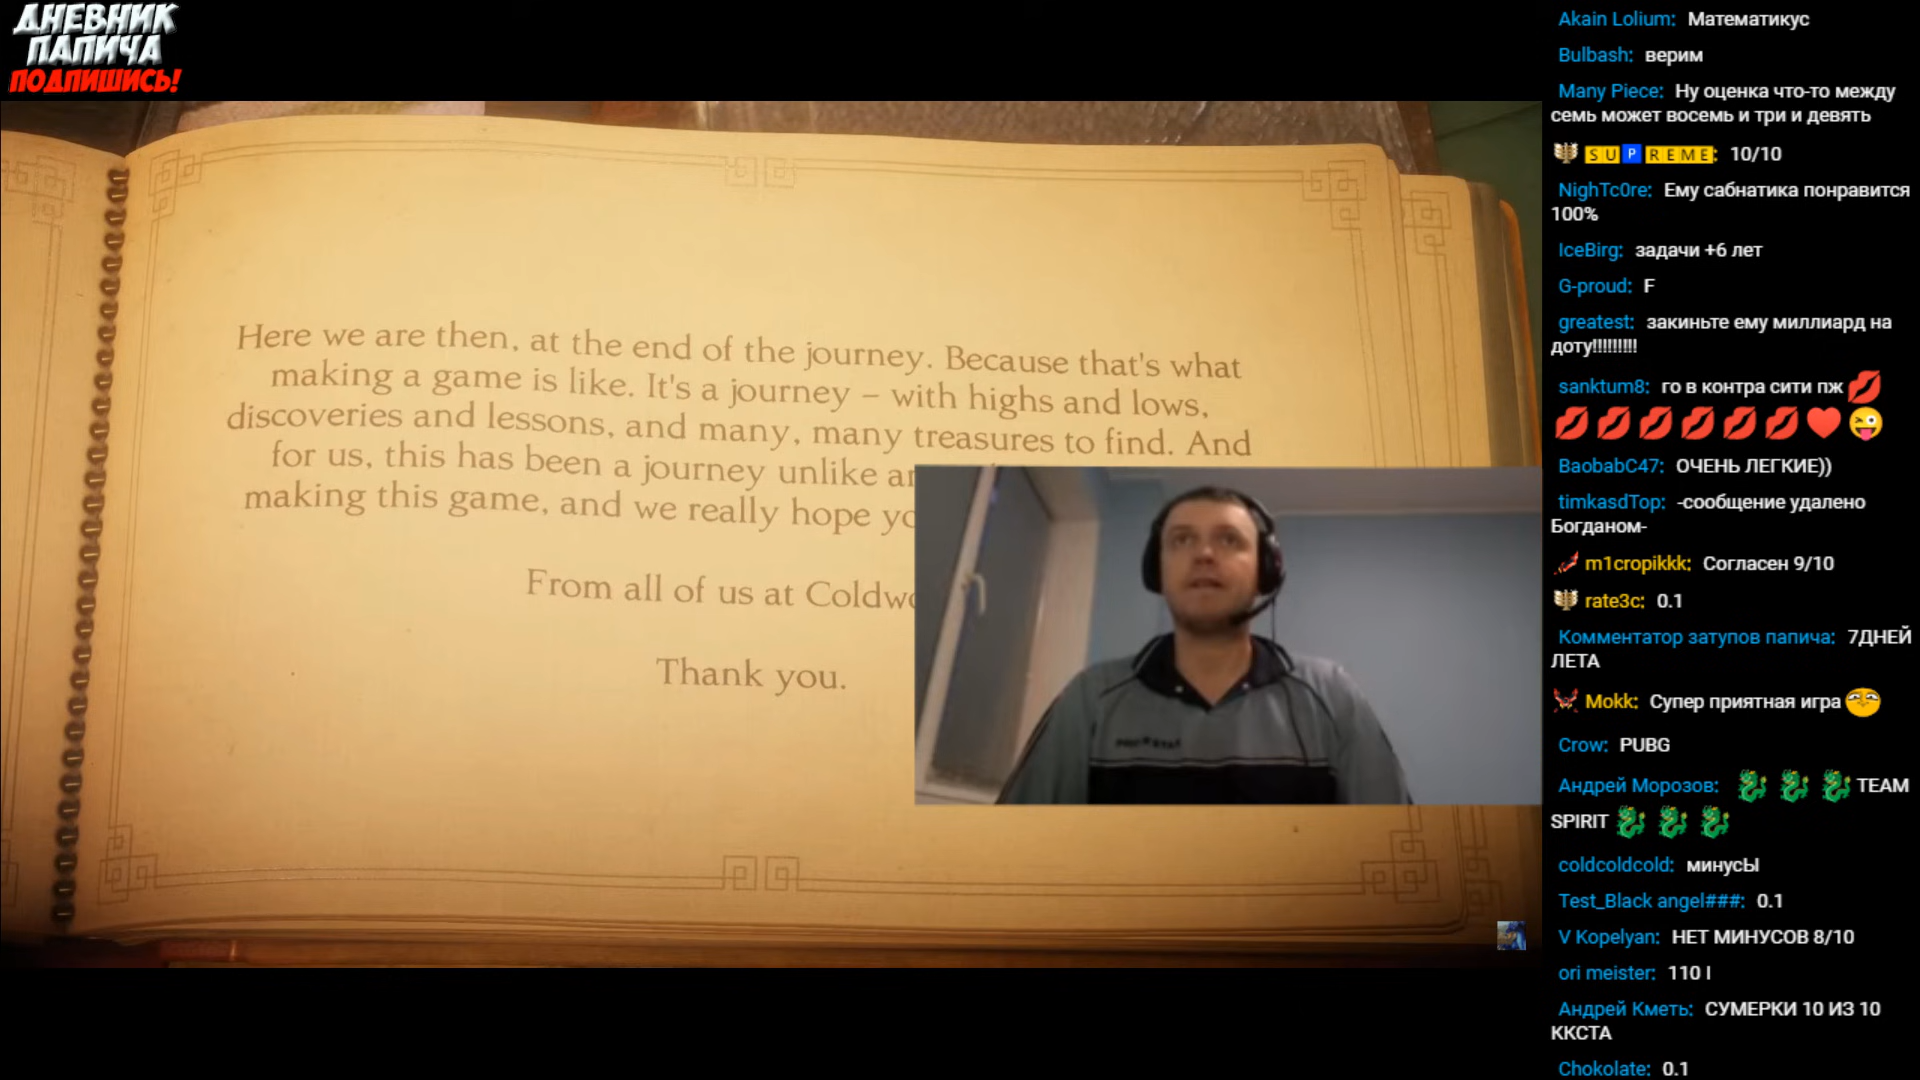 ДНЕВНИК
ПАПИЧА
ПОДПИШИСЬ!
Here we are then, at the end of the journey. Because that's what
making a game is like. It's a journey – with highs and lows,
discoveries and lessons, and many, many treasures to find. And
for us, this has been a journey unlike
making this game, and we really hope
From all of us at
Thank you.
Akain Lolium: Математикус
Bulbash: верим
Many Piece: Ну оценка что-то между
семь может восемь и три и девять
SUPREME: 10/10
NighTc0re: Ему сабнатика понравится
100%
IceBirg: задачи +6 лет
G-proud: F
greatest: закиньте ему миллиард на
доту!!!!!!!!!
sanktum8: го в контра сити пж
BaobabC47: ОЧЕНЬ ЛЕГКИЕ))
timkasdTop: -сообщение удалено
Богданом-
m1cropikkk: Согласен 9/10
rate3c: 0.1
Комментатор затупов папича: 7ДНЕЙ
ЛЕТА
Mokk: Супер приятная игра
Crow: PUBG
Андрей Морозов: TEAM
SPIRIT
coldcoldcold: минусЫ
Test_Black angel###: 0.1
V Kopelyan: НЕТ МИНУСОВ 8/10
ori meister: 110 l
Андрей Кметь: СУМЕРКИ 10 ИЗ 10
ККСТА
Chokolate: 0.1